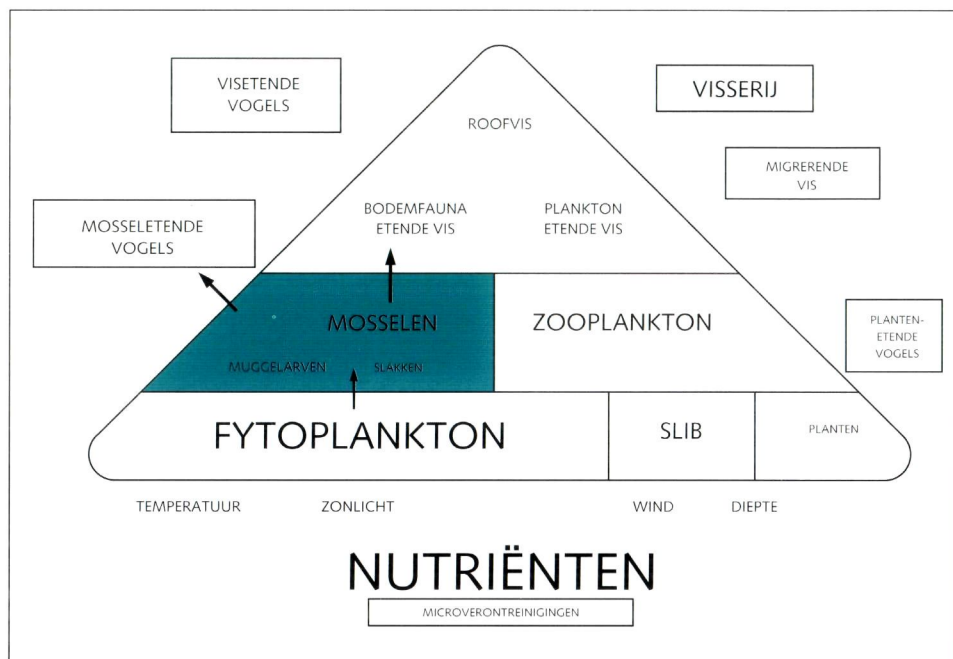 VISETENDE
VOGELS
VISSERIJ
ROOFVIS
MIGRERENDE
VIS
BODEMFAUNA
ETENDE VIS
PLANKTON
ETENDE VIS
MOSSELETENDE
VOGELS
MOSSELEN
ZOOPLANKTON
PLANTEN-
ETENDE
VOGELS
MUGGELARVEN
SLAKKEN
FYTOPLANKTON
SLIB
PLANTEN
TEMPERATUUR
ZONLICHT
WIND
DIEPTE
NUTRIËNTEN
MICROVERONTREINIGINGEN